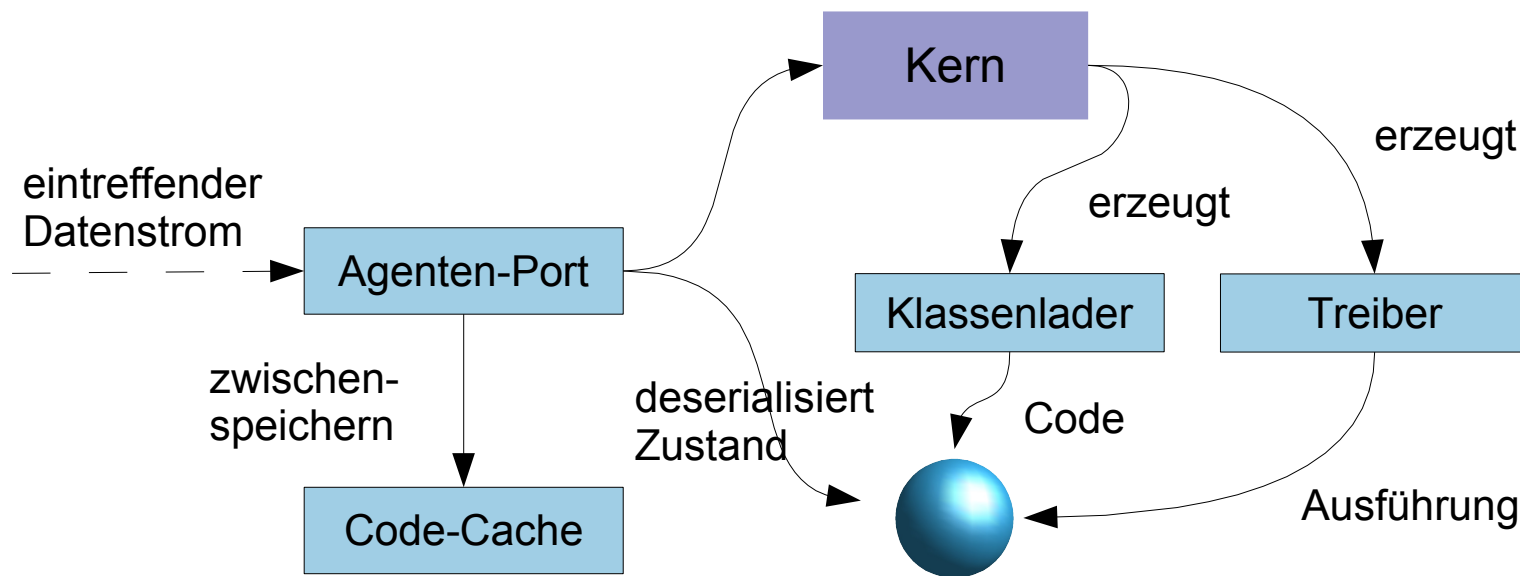 Kern
erzeugt
eintreffender
Datenstrom
erzeugt
Agenten-Port
Klassenlader
Treiber
zwischen-
speichern
deserialisiert
Zustand
Code
Code-Cache
Ausführung